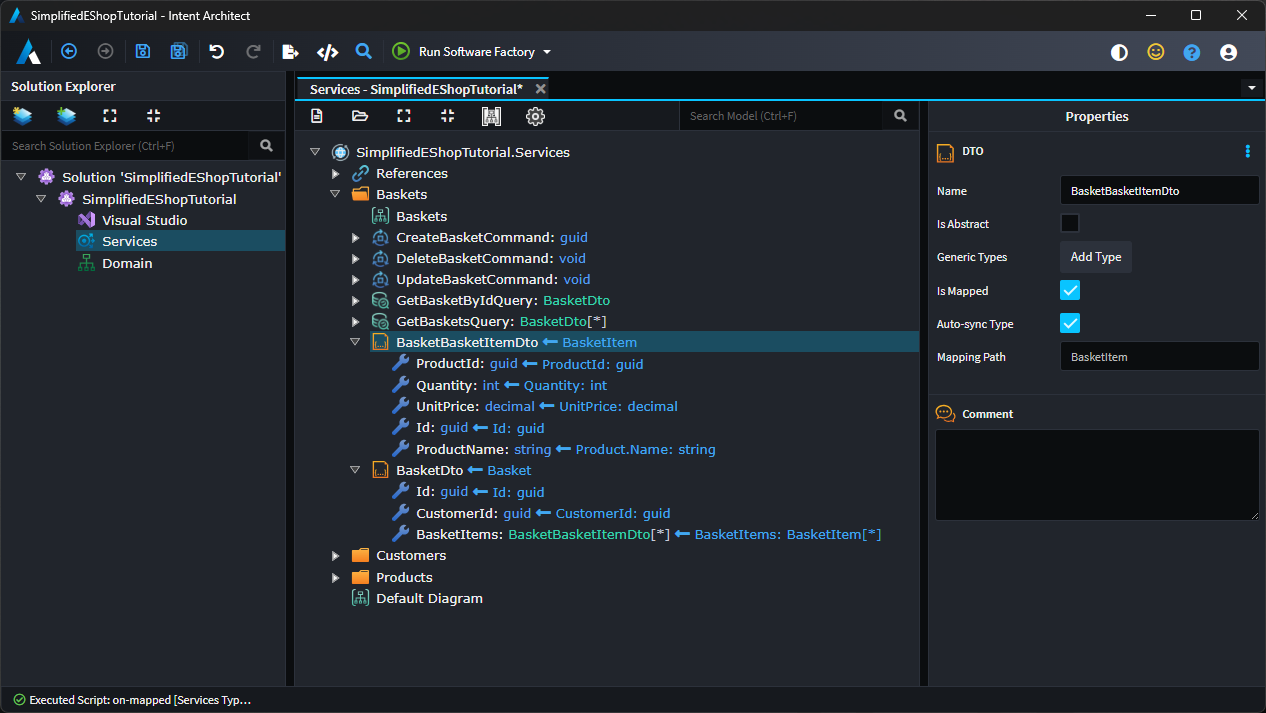 SimplifiedEShopTutorial - Intent Architect
Run Software Factory
Solution Explorer
Search Solution Explorer (Ctrl+F)
Solution 'SimplifiedEShopTutorial'
SimplifiedEShopTutorial
Visual Studio
Services
Domain
Services - SimplifiedEShopTutorial*
Search Model (Ctrl+F)
SimplifiedEShopTutorial.Services
References
Baskets
Baskets
CreateBasketCommand: guid
DeleteBasketCommand: void
UpdateBasketCommand: void
GetBasketByIdQuery: BasketDto
GetBasketsQuery: BasketDto[*]
BasketBasketItemDto ← BasketItem
ProductId: guid ← ProductId: guid
Quantity: int ← Quantity: int
UnitPrice: decimal ← UnitPrice: decimal
Id: guid ← Id: guid
ProductName: string ← Product.Name: string
BasketDto ← Basket
Id: guid ← Id: guid
CustomerId: guid ← CustomerId: guid
BasketItems: BasketBasketItemDto[*] ← BasketItems: BasketItem[*]
Customers
Products
Default Diagram
Properties
DTO
Name BasketBasketItemDto
Is Abstract
Generic Types Add Type
Is Mapped
Auto-sync Type
Mapping Path BasketItem
Comment
Executed Script: on-mapped [Services Typ...